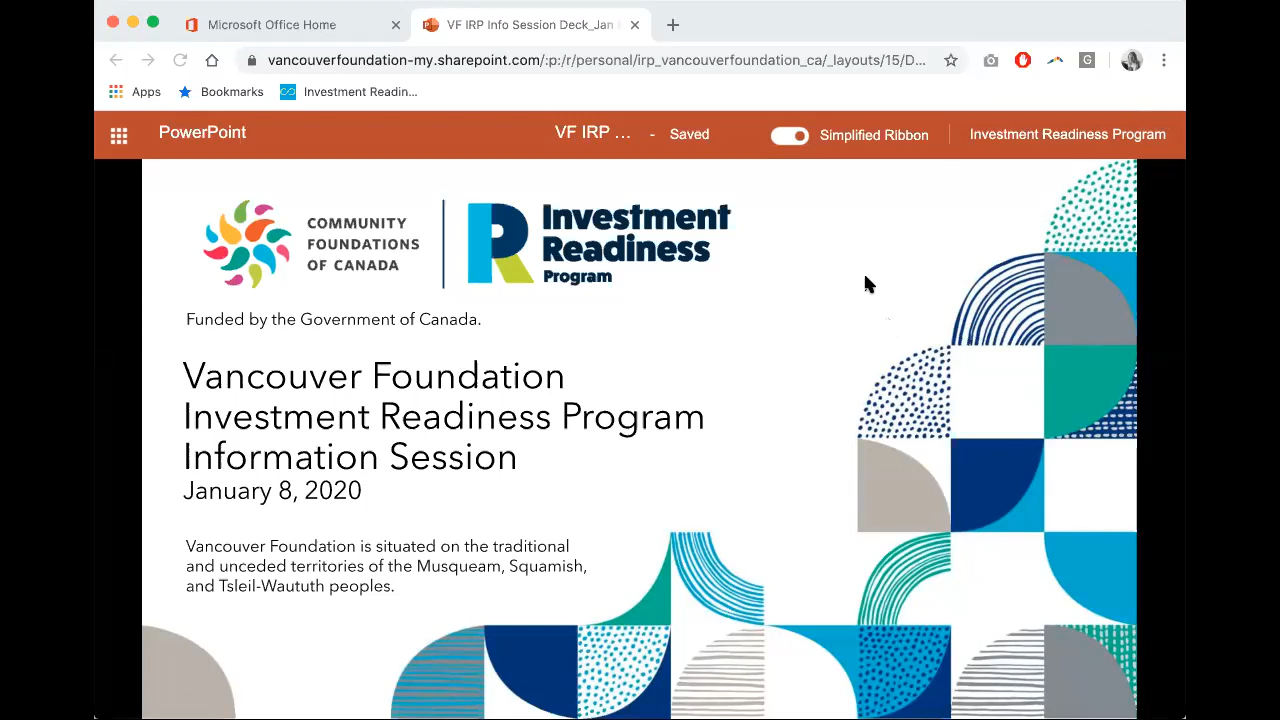 Microsoft Office Home
VF IRP Info Session Deck_Jan
vancouverfoundation-my.sharepoint.com/:p:/r/personal/irp_vancouverfoundation_ca/_layouts/15/D...
Apps
Bookmarks
Investment Readin...
PowerPoint
VF IRP ... - Saved
Simplified Ribbon
Investment Readiness Program
COMMUNITY
FOUNDATIONS
OF CANADA
Investment
Readiness
Program
Funded by the Government of Canada.
Vancouver Foundation
Investment Readiness Program
Information Session
January 8, 2020
Vancouver Foundation is situated on the traditional
and unceded territories of the Musqueam, Squamish,
and Tsleil-Waututh peoples.